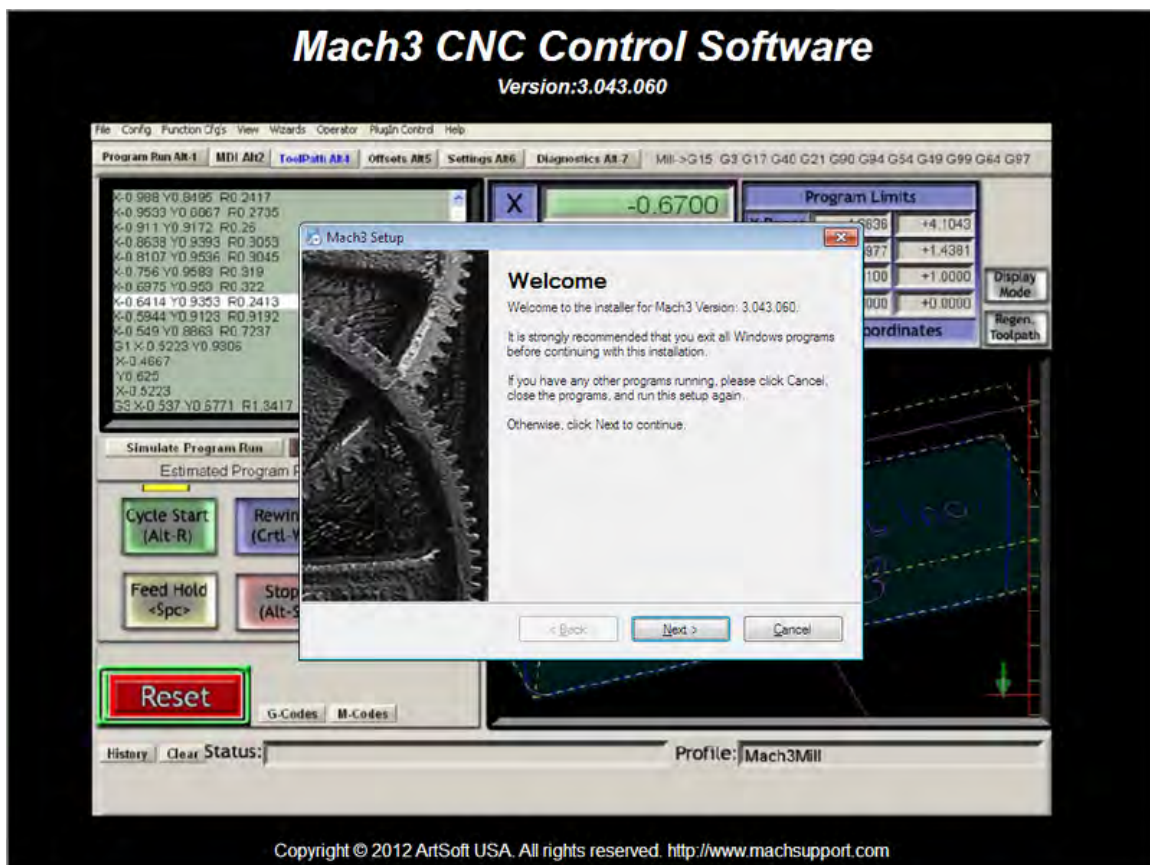 Mach3 CNC Control Software
Version:3.043.060
File Config Function Cfg's View Wizards Operator PlugIn Control Help
Program Run Alt-1 MDI Alt2 ToolPath Alt4 Offsets Alt5 Settings Alt6 Diagnostics Alt-7 Mill->G15 G3 G17 G40 G21 G90 G94 G54 G49 G99 G64 G97
X-0.988 Y0.8495 R0.2417
X-0.9533 Y0.8867 R0.2735
X-0.911 Y0.9172 R0.26
X-0.8638 Y0.9393 R0.3053
X-0.8107 Y0.9536 R0.3045
X-0.756 Y0.9583 R0.319
X-0.6975 Y0.953 R0.322
X-0.6414 Y0.9353 R0.2413
X-0.5944 Y0.9123 R0.9192
X-0.549 Y0.8863 R0.7237
G1 X-0.5223 Y0.9306
X-0.4667
Y0.625
X-0.5223
G3 X-0.537 Y0.6771 R1.3417
X -0.6700
Program Limits
+4.1043
+1.4381
+1.0000
+0.0000
Display Mode
Regen. Toolpath
Mach3 Setup
Welcome
Welcome to the installer for Mach3 Version: 3.043.060.
It is strongly recommended that you exit all Windows programs
before continuing with this installation.
If you have any other programs running, please click Cancel,
close the programs, and run this setup again.
Otherwise, click Next to continue.
< Back Next > Cancel
Simulate Program Run
Estimated Program
Cycle Start
(Alt-R)
Feed Hold
<Spc>
Stop
Reset
G-Codes M-Codes
History Clear Status:
Profile: Mach3Mill
Copyright © 2012 ArtSoft USA. All rights reserved. http://www.machsupport.com